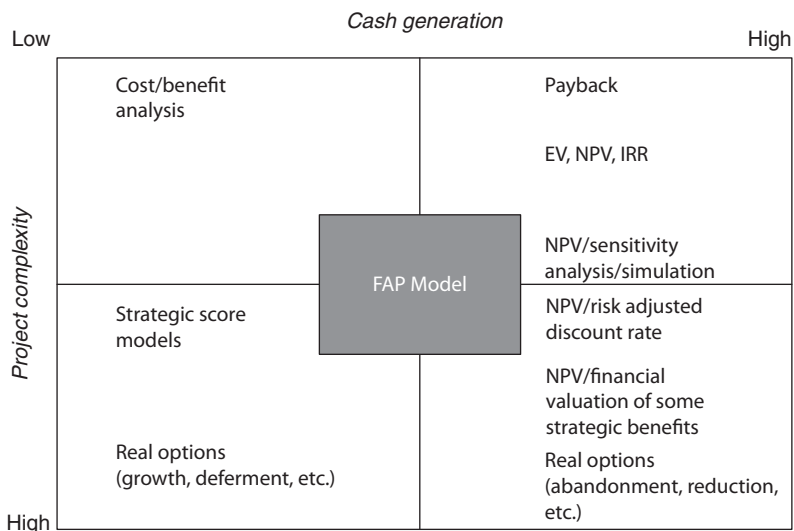 Cash generation
Low
High
Cost/benefit
analysis
Payback
EV, NPV, IRR
NPV/sensitivity
analysis/simulation
FAP Model
Project complexity
Strategic score
models
NPV/risk adjusted
discount rate
NPV/financial
valuation of some
strategic benefits
Real options
(growth, deferment, etc.)
Real options
(abandonment, reduction,
etc.)
High